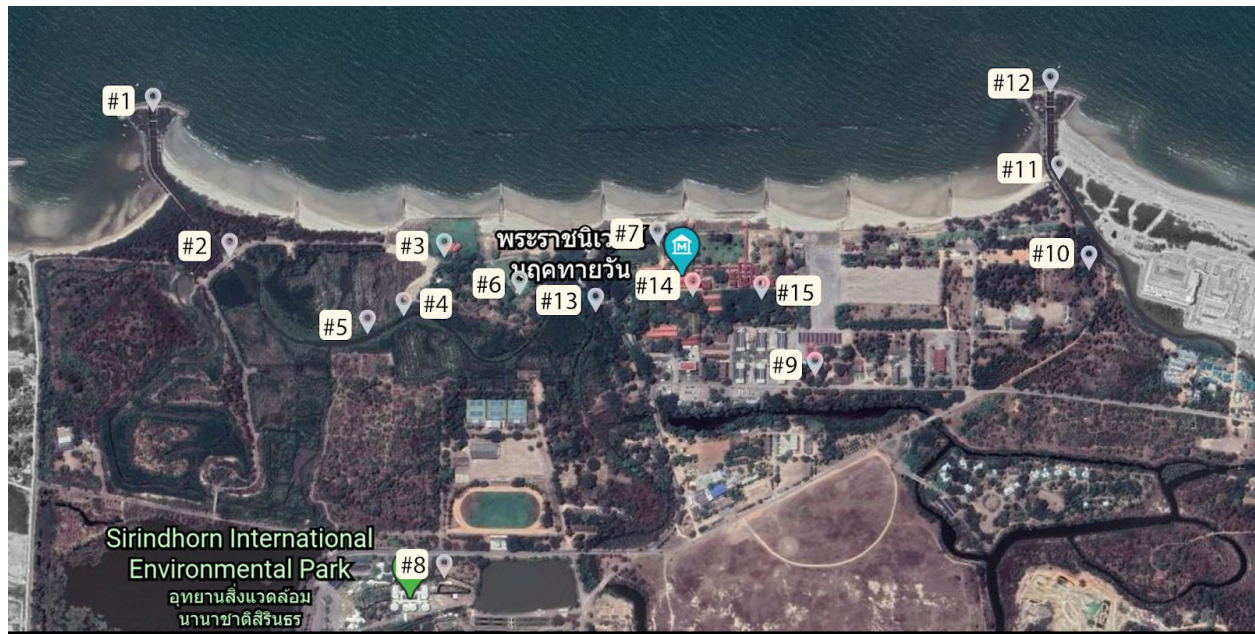 #1
#12
#11
#2
#3
พระราชนิเวศน์
#7
มฤคทายวัน
#10
#6
#14
#13
#15
#4
#5
#9
Sirindhorn International
#8
Environmental Park
อุทยานสิ่งแวดล้อม
นานาชาติสิรินธร